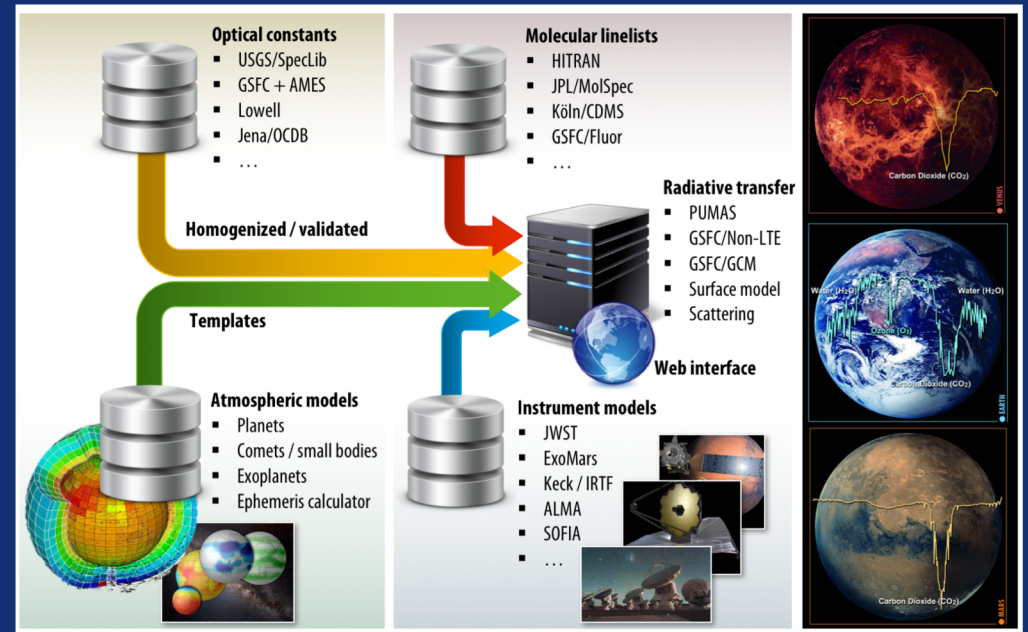 Optical constants
▪ USGS/SpecLib
▪ GSFC + AMES
▪ Lowell
▪ Jena/OCDB
▪ …
Molecular linelists
▪ HITRAN
▪ JPL/MolSpec
▪ Köln/CDMS
▪ GSFC/Fluor
▪ …
Homogenized / validated
Templates
Radiative transfer
▪ PUMAS
▪ GSFC/Non-LTE
▪ GSFC/GCM
▪ Surface model
▪ Scattering
Web interface
Atmospheric models
▪ Planets
▪ Comets / small bodies
▪ Exoplanets
▪ Ephemeris calculator
Instrument models
▪ JWST
▪ ExoMars
▪ Keck / IRTF
▪ ALMA
▪ SOFIA
▪ …
Carbon Dioxide (CO₂)
VENUS
Water (H₂O)
Water (H₂O)
Ozone (O₃)
Carbon Dioxide (CO₂)
EARTH
Carbon Dioxide (CO₂)
MARS